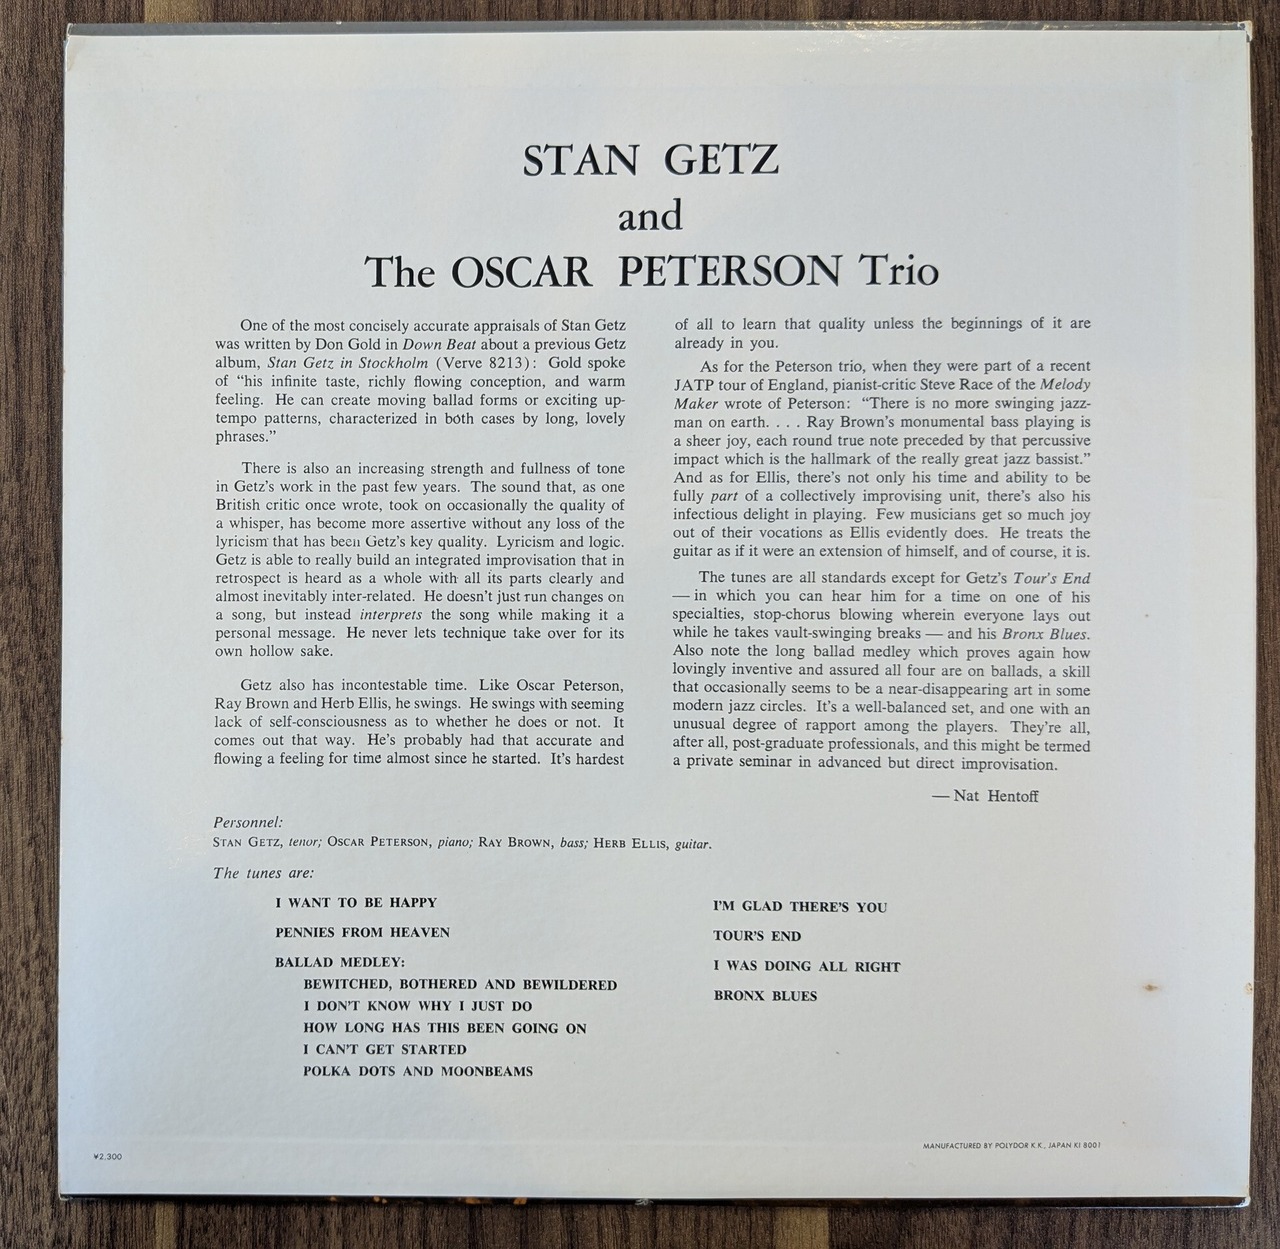 STAN GETZ
and
The OSCAR PETERSON Trio
One of the most concisely accurate appraisals of Stan Getz
was written by Don Gold in Down Beat about a previous Getz
album, Stan Getz in Stockholm (Verve 8213): Gold spoke
of “his infinite taste, richly flowing conception, and warm
feeling. He can create moving ballad forms or exciting up-
tempo patterns, characterized in both cases by long, lovely
phrases.”
There is also an increasing strength and fullness of tone
in Getz's work in the past few years. The sound that, as one
British critic once wrote, took on occasionally the quality of
a whisper, has become more assertive without any loss of the
lyricism that has been Getz's key quality. Lyricism and logic.
Getz is able to really build an integrated improvisation that in
retrospect is heard as a whole with all its parts clearly and
almost inevitably inter-related. He doesn't just run changes on
a song, but instead interprets the song while making it a
personal message. He never lets technique take over for its
own hollow sake.
Getz also has incontestable time. Like Oscar Peterson,
Ray Brown and Herb Ellis, he swings. He swings with seeming
lack of self-consciousness as to whether he does or not. It
comes out that way. He's probably had that accurate and
flowing a feeling for time almost since he started. It's hardest
of all to learn that quality unless the beginnings of it are
already in you.
As for the Peterson trio, when they were part of a recent
JATP tour of England, pianist-critic Steve Race of the Melody
Maker wrote of Peterson: “There is no more swinging jazz-
man on earth. . . . Ray Brown's monumental bass playing is
a sheer joy, each round true note preceded by that percussive
impact which is the hallmark of the really great jazz bassist.”
And as for Ellis, there's not only his time and ability to be
fully part of a collectively improvising unit, there's also his
infectious delight in playing. Few musicians get so much joy
out of their vocations as Ellis evidently does. He treats the
guitar as if it were an extension of himself, and of course, it is.
The tunes are all standards except for Getz's Tour's End
— in which you can hear him for a time on one of his
specialties, stop-chorus blowing wherein everyone lays out
while he takes vault-swinging breaks — and his Bronx Blues.
Also note the long ballad medley which proves again how
lovingly inventive and assured all four are on ballads, a skill
that occasionally seems to be a near-disappearing art in some
modern jazz circles. It's a well-balanced set, and one with an
unusual degree of rapport among the players. They're all,
after all, post-graduate professionals, and this might be termed
a private seminar in advanced but direct improvisation.
— Nat Hentoff
Personnel:
STAN GETZ, tenor; OSCAR PETERSON, piano; RAY BROWN, bass; HERB ELLIS, guitar.
The tunes are:
I WANT TO BE HAPPY
PENNIES FROM HEAVEN
BALLAD MEDLEY:
BEWITCHED, BOTHERED AND BEWILDERED
I DON'T KNOW WHY I JUST DO
HOW LONG HAS THIS BEEN GOING ON
I CAN'T GET STARTED
POLKA DOTS AND MOONBEAMS
I'M GLAD THERE'S YOU
TOUR'S END
I WAS DOING ALL RIGHT
BRONX BLUES
¥2,300
MANUFACTURED BY POLYDOR K.K., JAPAN KI 8001